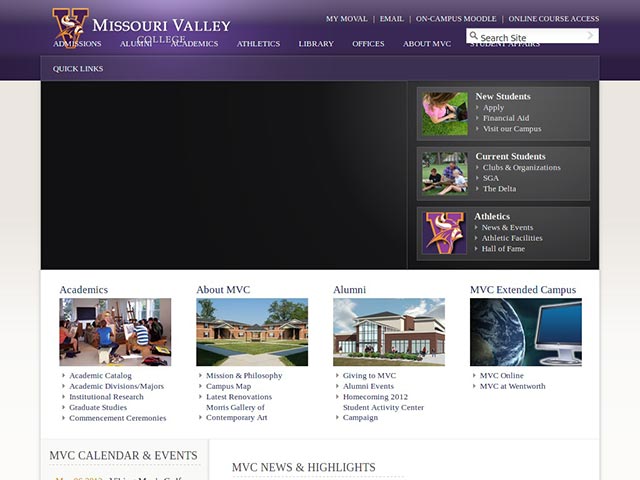 MISSOURI VALLEY
COLLEGE
MY MOVAL | EMAIL | ON-CAMPUS MOODLE | ONLINE COURSE ACCESS
Search Site
ADMISSIONS ALUMNI ACADEMICS ATHLETICS LIBRARY OFFICES ABOUT MVC STUDENT AFFAIRS
QUICK LINKS
New Students
Apply
Financial Aid
Visit our Campus
Current Students
Clubs & Organizations
SGA
The Delta
Athletics
News & Events
Athletic Facilities
Hall of Fame
Academics
Academic Catalog
Academic Divisions/Majors
Institutional Research
Graduate Studies
Commencement Ceremonies
About MVC
Mission & Philosophy
Campus Map
Latest Renovations
Morris Gallery of
Contemporary Art
Alumni
Giving to MVC
Alumni Events
Homecoming 2012
Student Activity Center
Campaign
MVC Extended Campus
MVC Online
MVC at Wentworth
MVC CALENDAR & EVENTS
MVC NEWS & HIGHLIGHTS